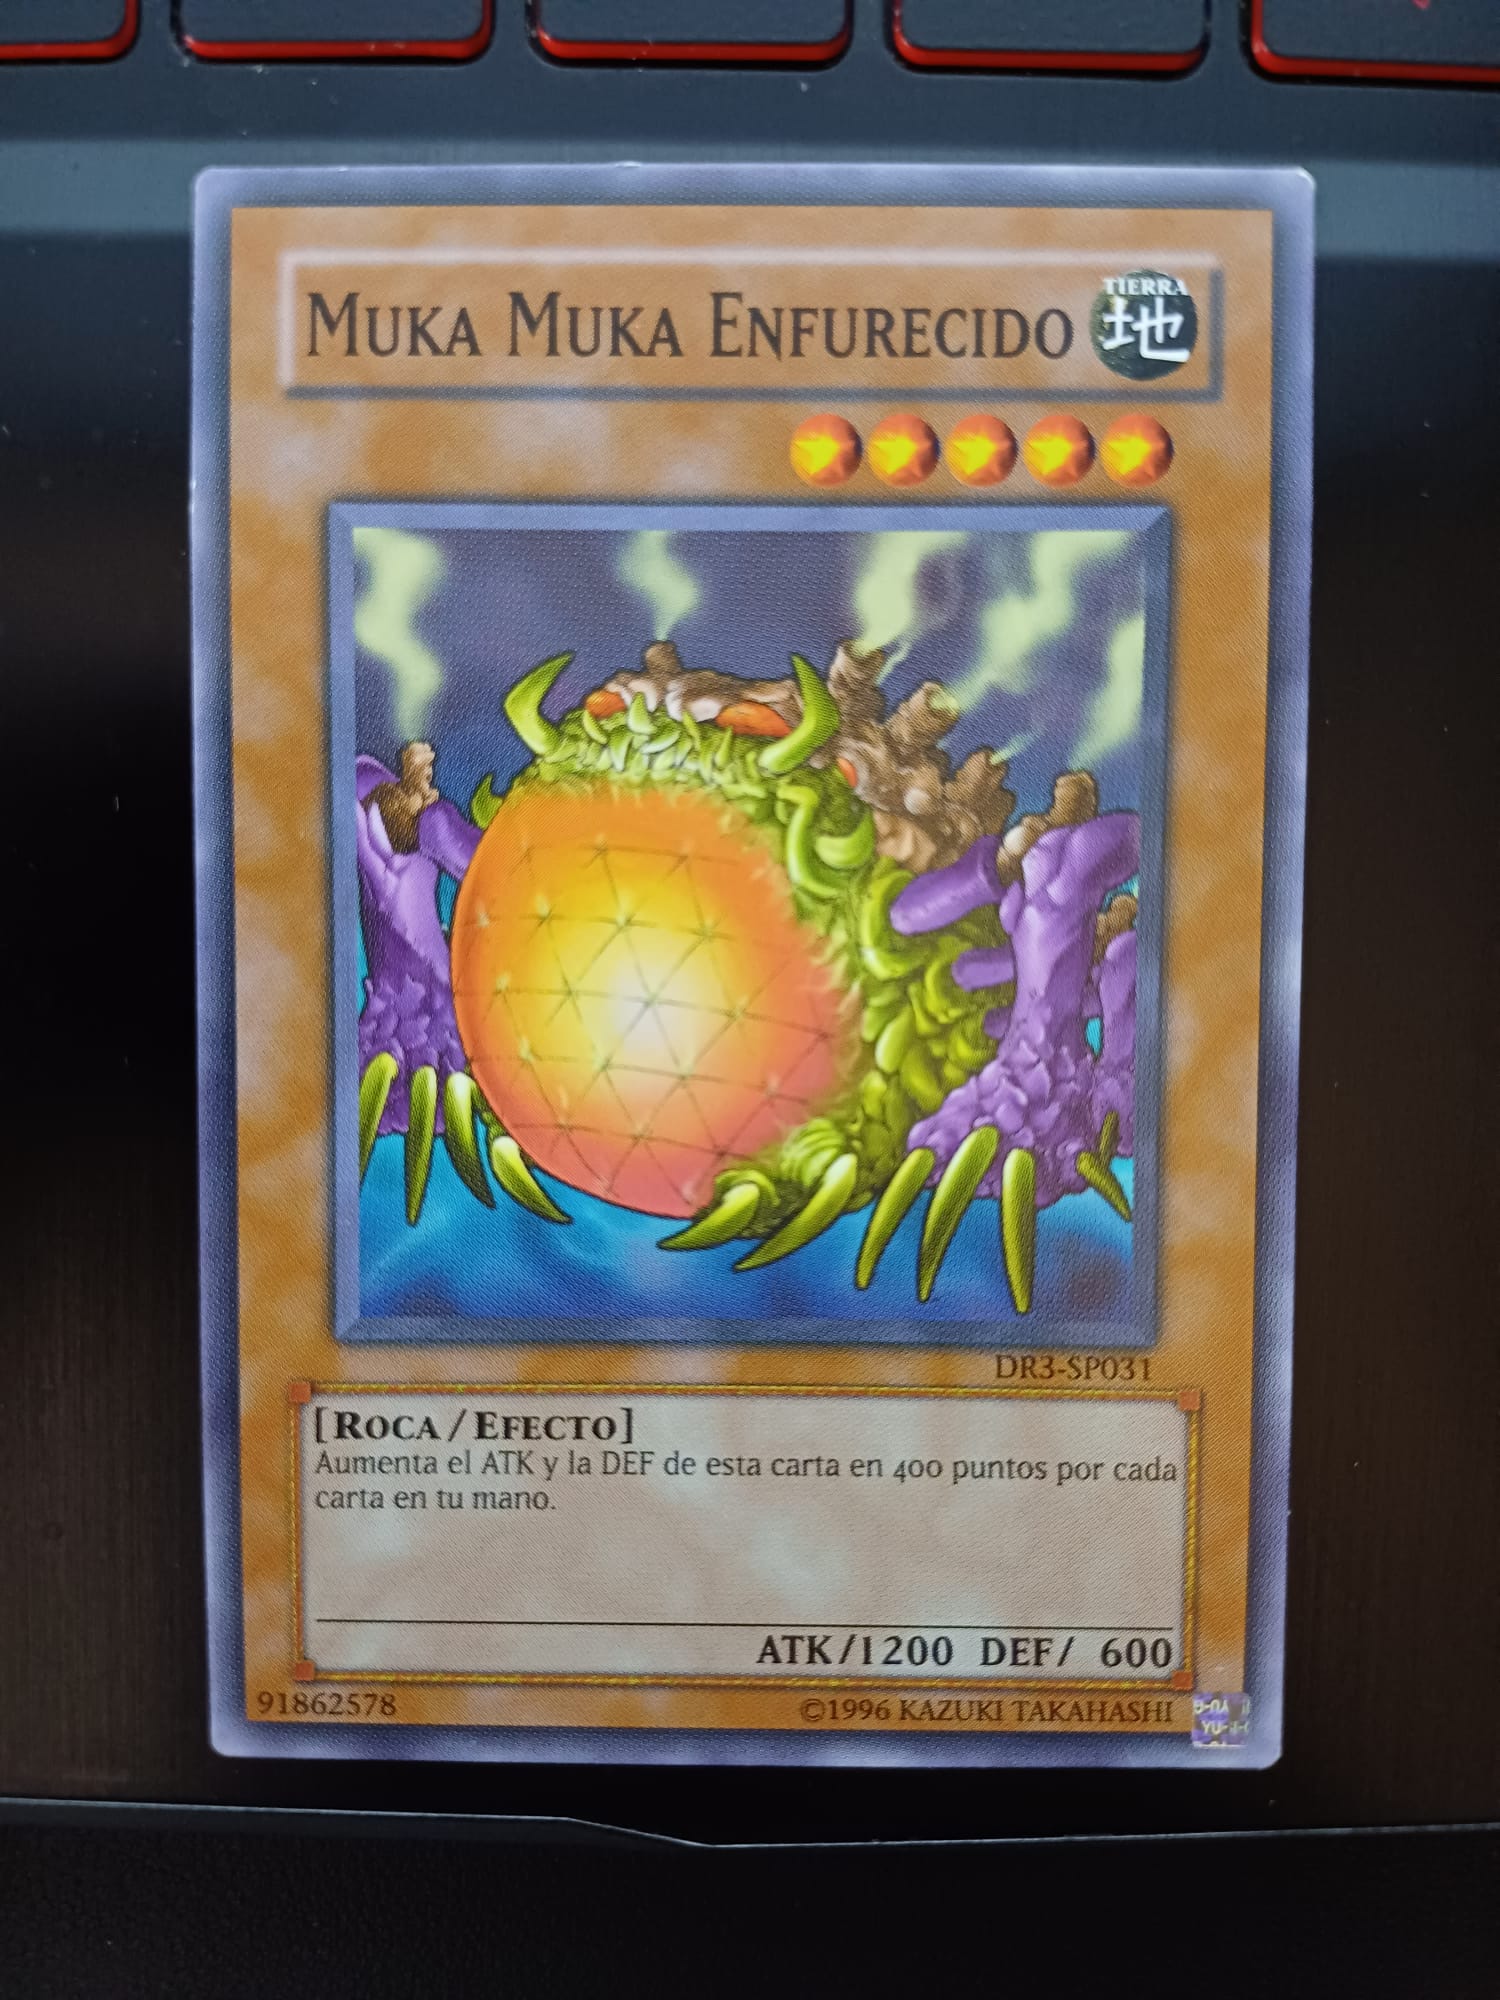 MUKA MUKA ENFURECIDO
TIERRA
地
DR3-SP031
[ROCA/EFECTO]
Aumenta el ATK y la DEF de esta carta en 400 puntos por cada
carta en tu mano.
ATK/1200 DEF/ 600
91862578
©1996 KAZUKI TAKAHASHI